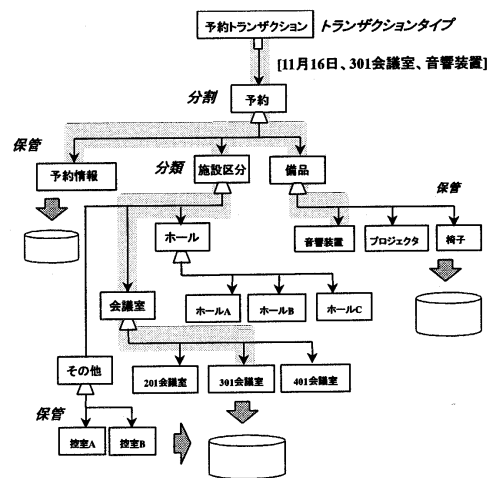 予約トランザクション
トランザクションタイプ
[11月16日、301会議室、音響装置]
分割
予約
保管
分類
予約情報
施設区分
備品
保管
ホール
音響装置
プロジェクタ
椅子
会議室
ホールA
ホールB
ホールC
その他
201会議室
301会議室
401会議室
保管
控室A
控室B